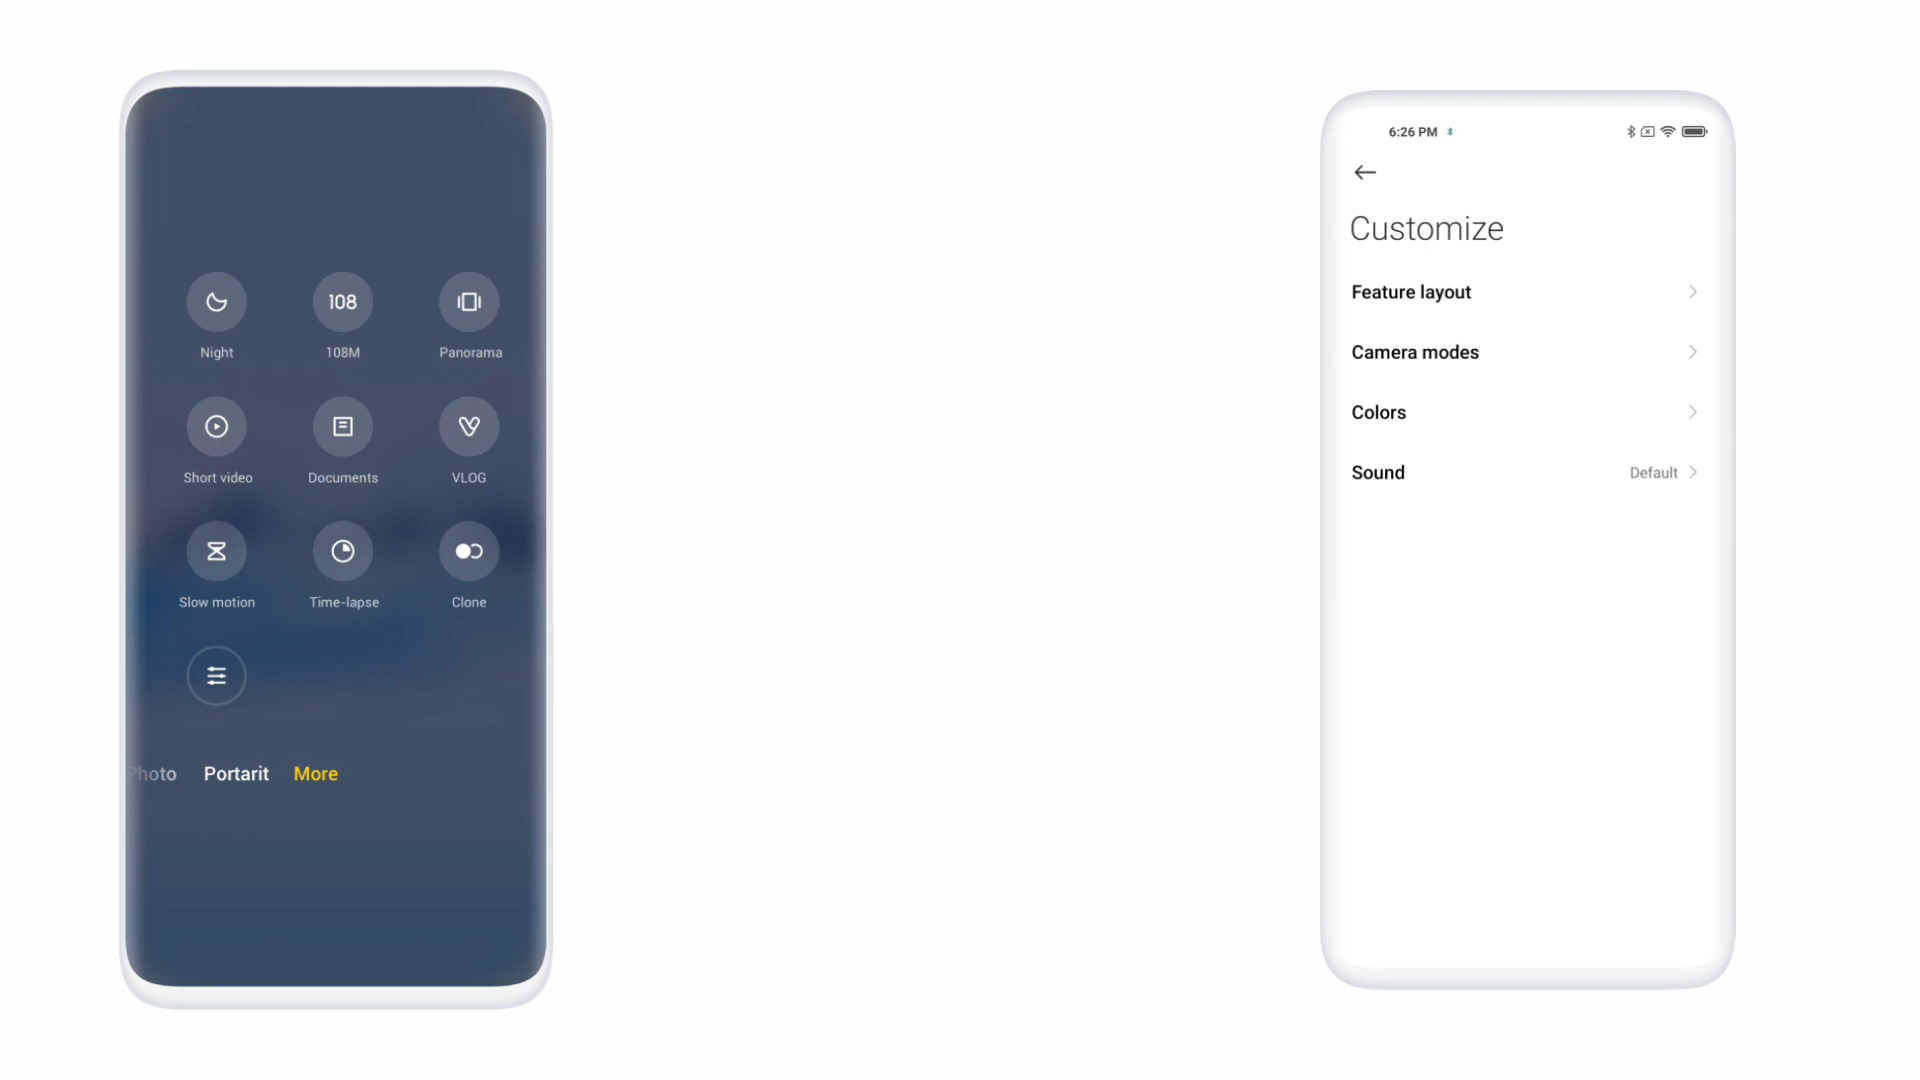 Night
108
108M
Panorama
Short video
Documents
VLOG
Slow motion
Time-lapse
Clone
Photo Portarit More
6:26 PM
Customize
Feature layout
Camera modes
Colors
Sound Default